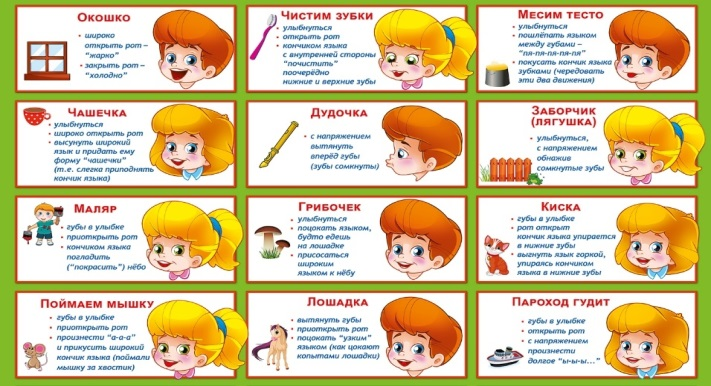 Окошко
• широко
открыть рот –
"жарко"
• закрыть рот –
"холодно"
Чистим зубки
• улыбнуться
• открыть рот
• кончиком языка
с внутренней стороны
"почистить"
поочерёдно
нижние и верхние зубы
Месим тесто
• улыбнуться
• пошлёпать языком
между губами –
"пя-пя-пя-пя-пя"
• покусать кончик языка
зубками (чередовать
эти два движения)
Чашечка
• улыбнуться
• широко открыть рот
• высунуть широкий
язык и придать ему
форму "чашечки"
(т.е. слегка приподнять
кончик языка)
Дудочка
• с напряжением
вытянуть
вперёд губы
(зубы сомкнуты)
Заборчик
(лягушка)
• улыбнуться,
с напряжением
обнажив
сомкнутые зубы
Маляр
• губы в улыбке
• приоткрыть рот
• кончиком языка
погладить
("покрасить") нёбо
Грибочек
• улыбнуться
• поцокать языком,
будто едешь
на лошадке
• присосаться
широким
языком к нёбу
Киска
• губы в улыбке
• рот открыт
• кончик языка упирается
в нижние зубы
• выгнуть язык горкой,
упираясь кончиком
языка в нижние зубы
Поймаем мышку
• губы в улыбке
• приоткрыть рот
• произнести "а-а-а"
и прикусить широкий
кончик языка (поймали
мышку за хвостик)
Лошадка
• вытянуть губы
• приоткрыть рот
• поцокать "узким"
языком (как цокают
копытами лошадки)
Пароход гудит
• губы в улыбке
• открыть рот
• с напряжением
произнести
долгое "ы-ы-ы..."